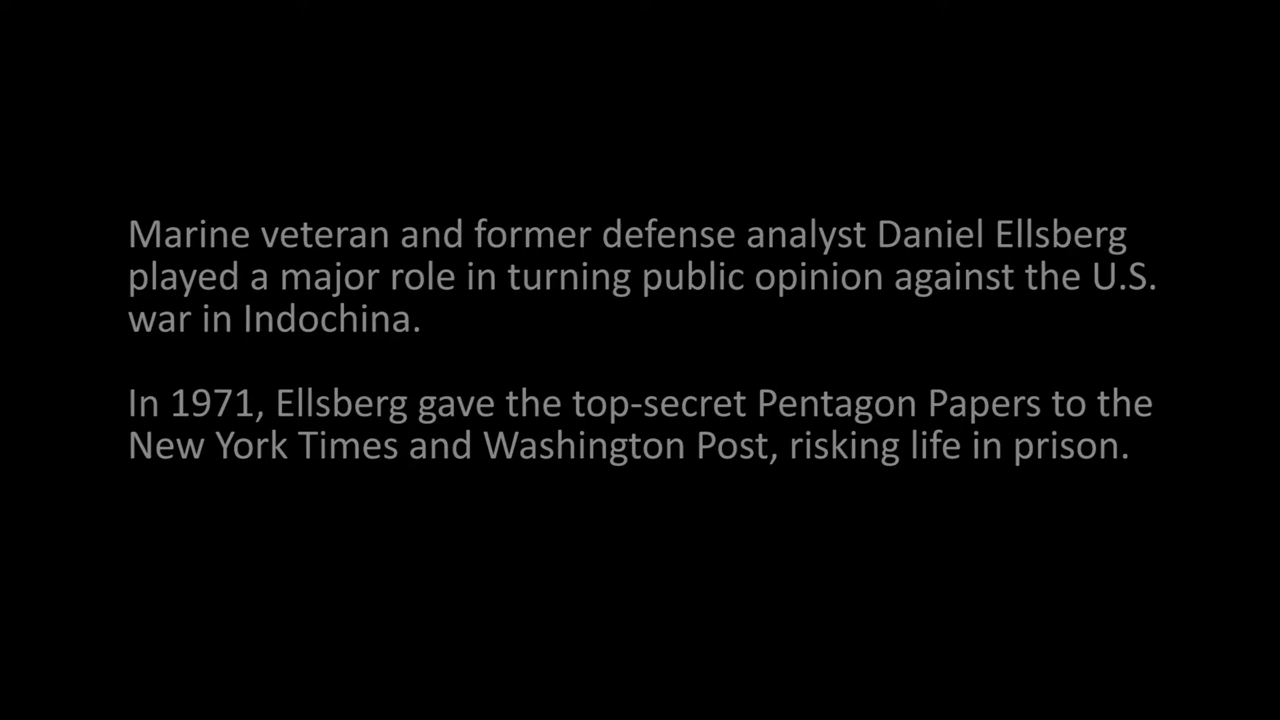 Marine veteran and former defense analyst Daniel Ellsberg
played a major role in turning public opinion against the U.S.
war in Indochina.
In 1971, Ellsberg gave the top-secret Pentagon Papers to the
New York Times and Washington Post, risking life in prison.